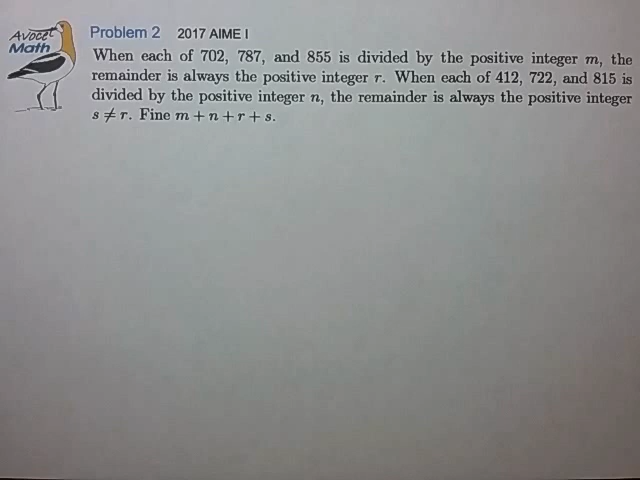 Avocet
Math
Problem 2 2017 AIME I
When each of 702, 787, and 855 is divided by the positive integer m, the
remainder is always the positive integer r. When each of 412, 722, and 815 is
divided by the positive integer n, the remainder is always the positive integer
s ≠ r. Fine m + n + r + s.